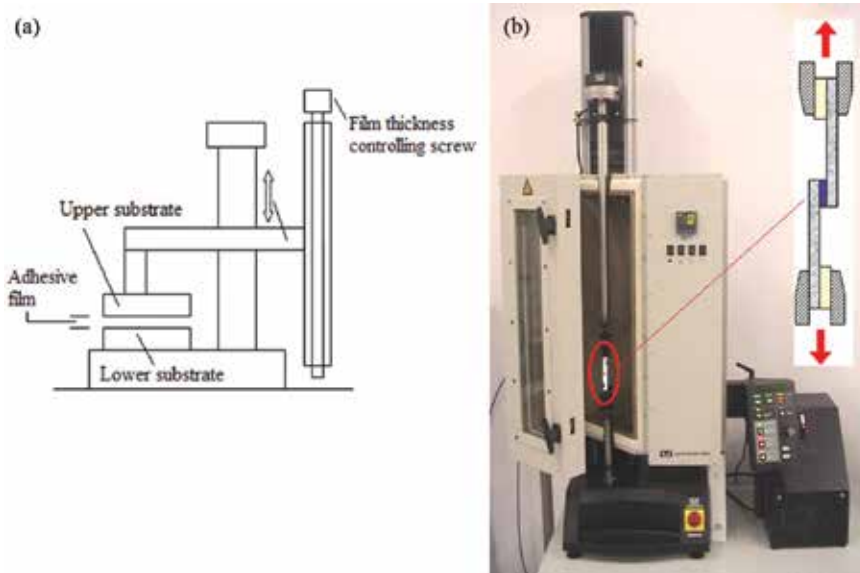 (a)
Film thickness
controlling screw
Upper substrate
Adhesive
film
Lower substrate
(b)